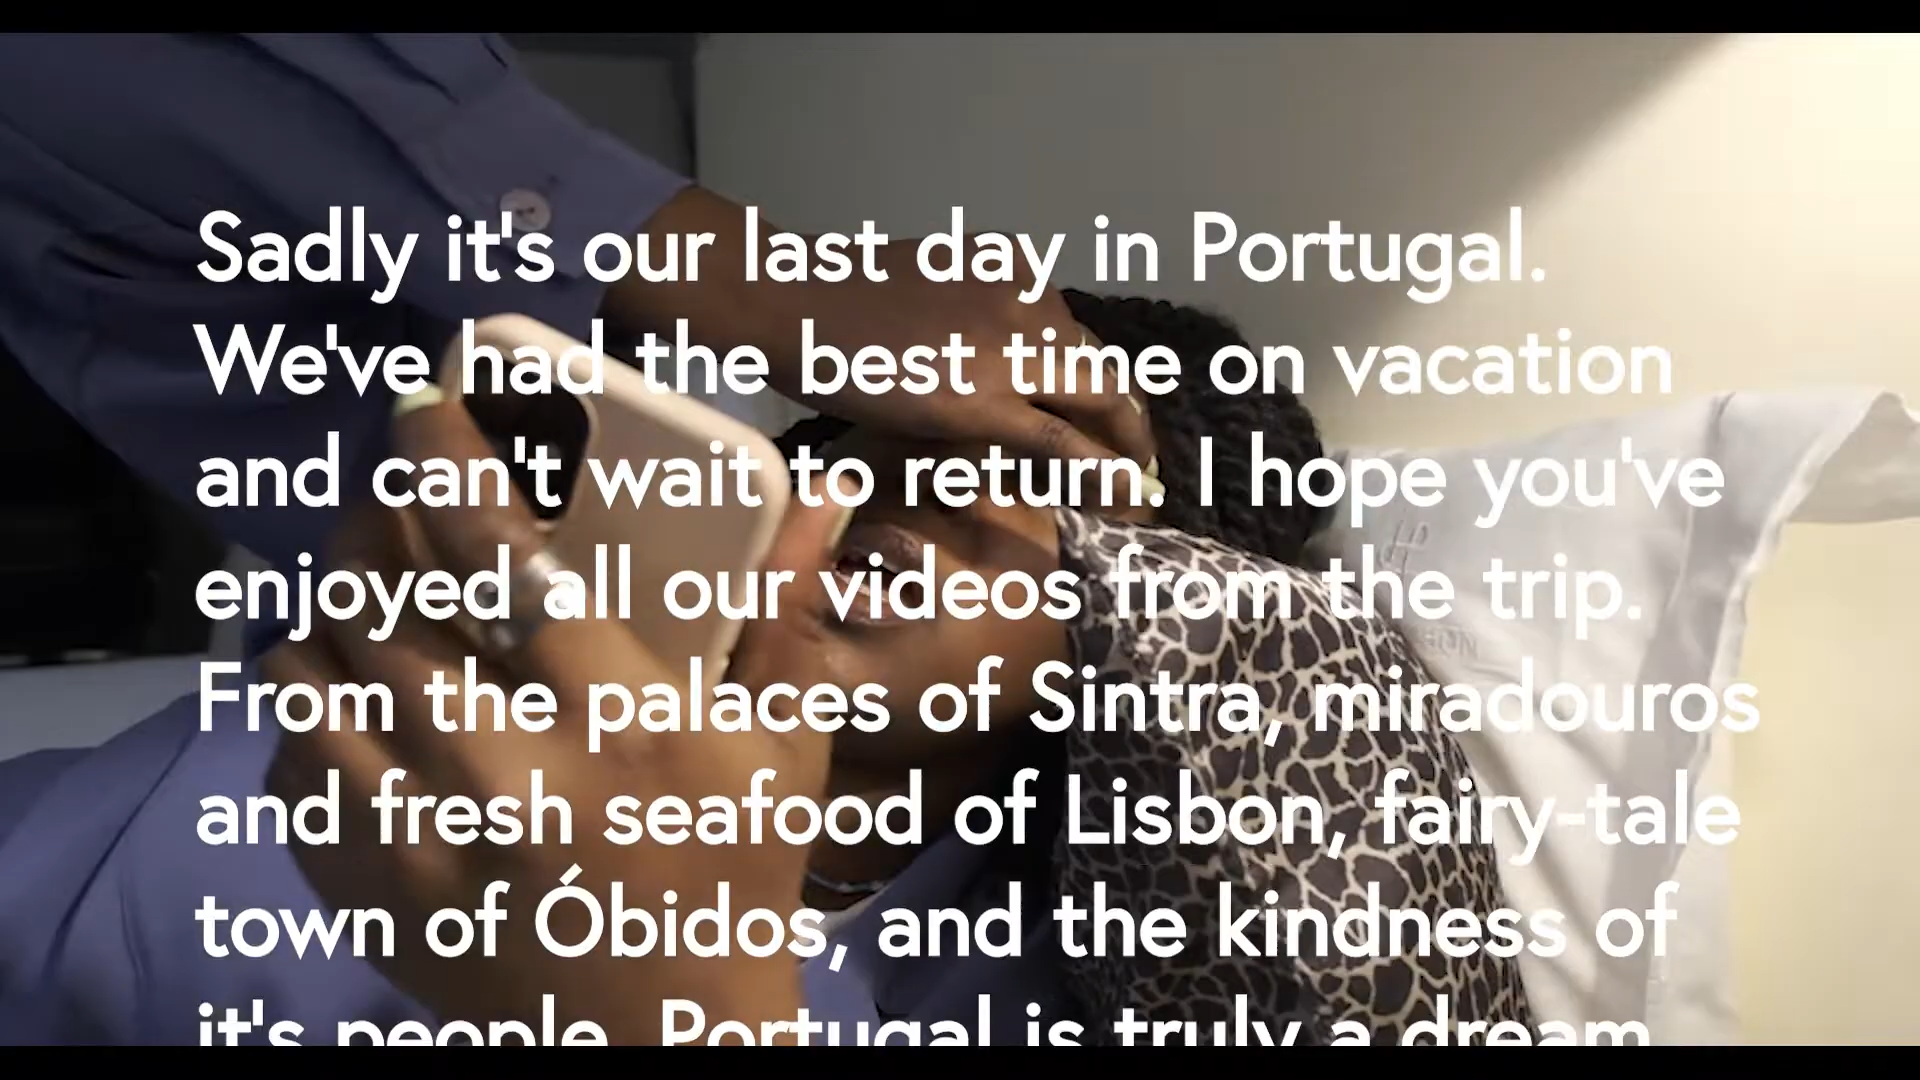 Sadly it's our last day in Portugal.
We've had the best time on vacation
and can't wait to return. I hope you've
enjoyed all our videos from the trip.
From the palaces of Sintra, miradouros
and fresh seafood of Lisbon, fairy-tale
town of Óbidos, and the kindness of
it's people, Portugal is truly a dream